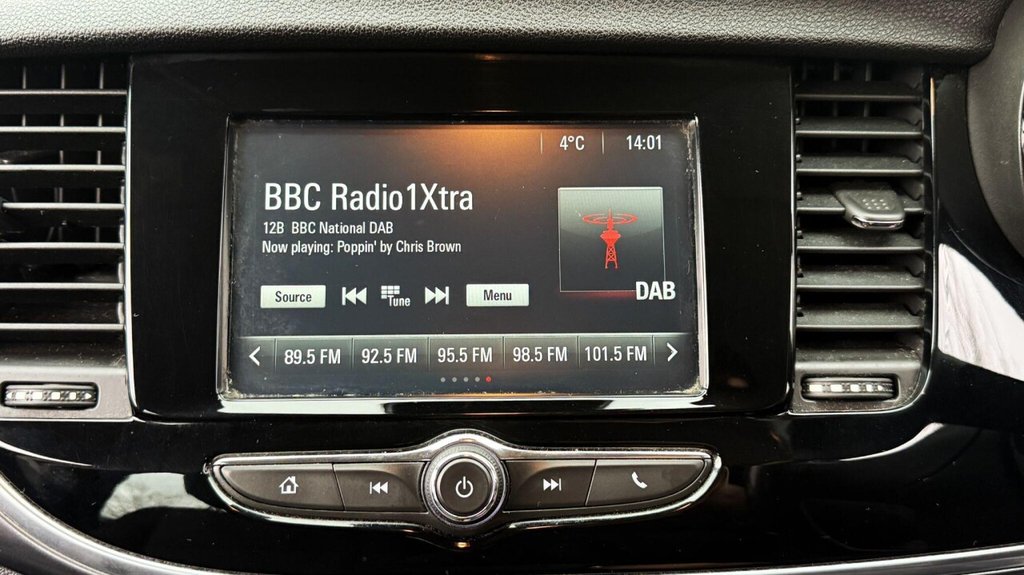 4°C 14:01
BBC Radio1Xtra
12B BBC National DAB
Now playing: Poppin' by Chris Brown
DAB
Source Tune Menu
89.5 FM 92.5 FM 95.5 FM 98.5 FM 101.5 FM